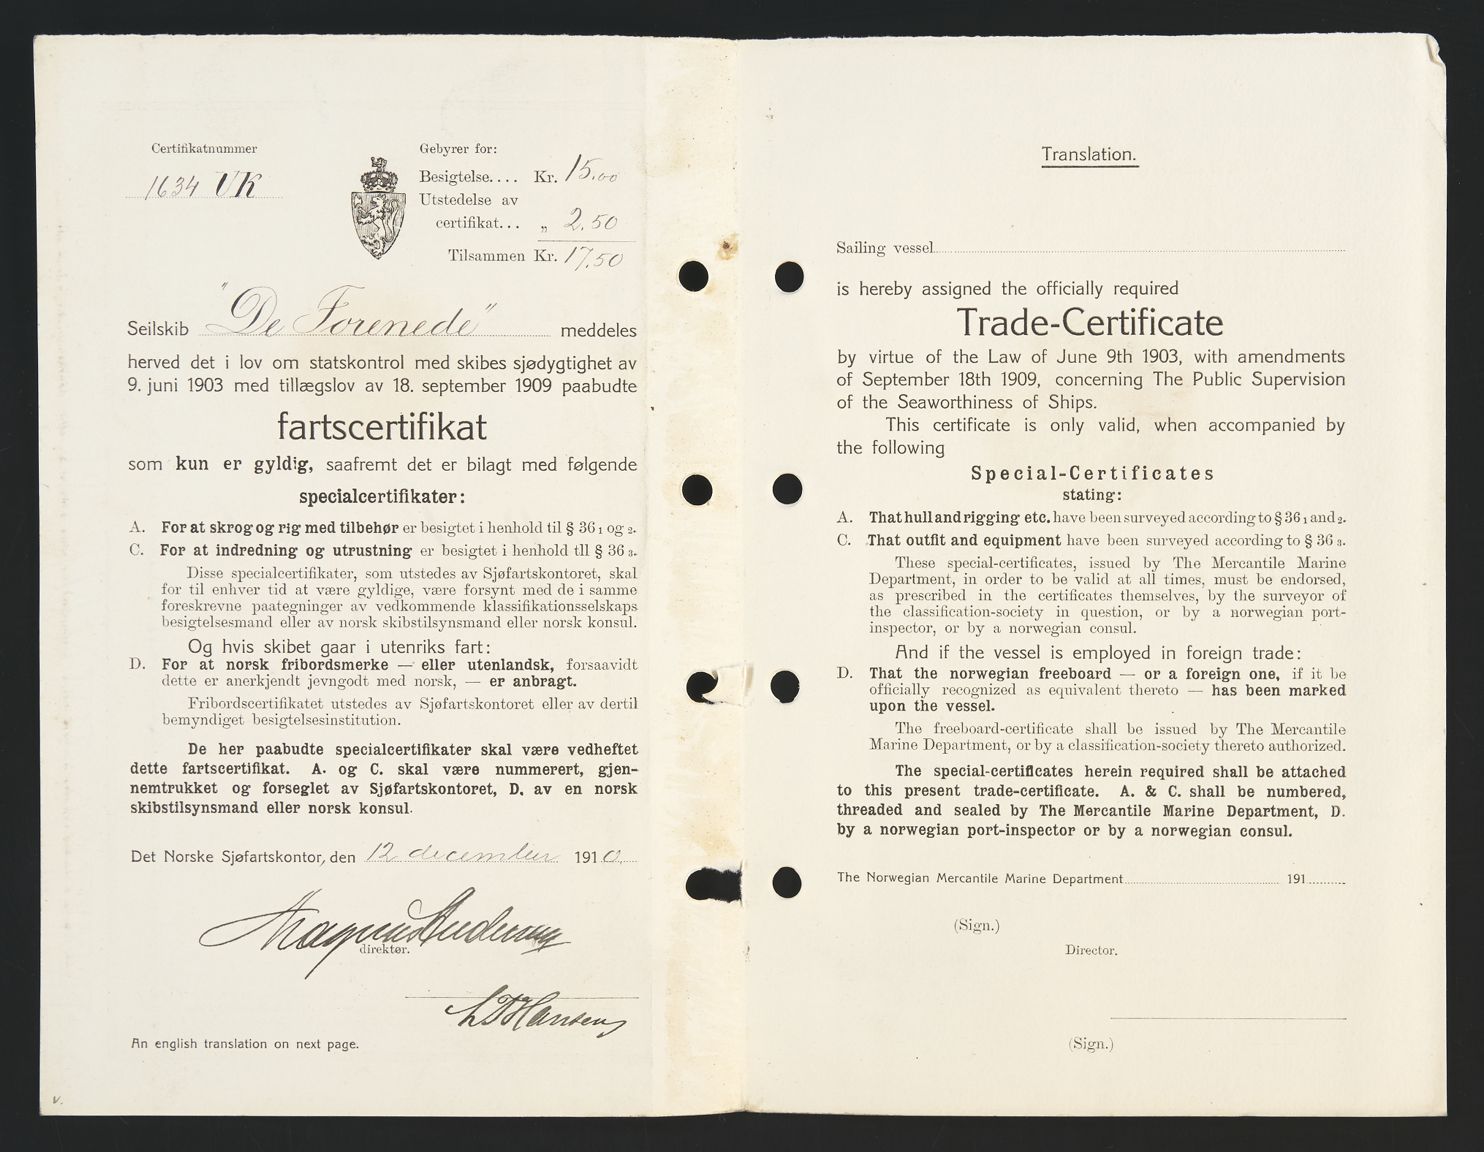 Certifikatnummer
1634 UK
Gebyrer for:
Besigtelse.... Kr. 15.00
Utstedelse av
certifikat... „ 2.50
Tilsammen Kr. 17.50
Seilskib "De Forenede" meddeles
herved det i lov om statskontrol med skibes sjødygtighet av
9. juni 1903 med tillægslov av 18. september 1909 paabudte
fartscertifikat
som kun er gyldig, saafremt det er bilagt med følgende
specialcertifikater:
A. For at skrog og rig med tilbehør er besigtet i henhold til § 36 1 og 2.
C. For at indredning og utrustning er besigtet i henhold tll § 36 3.
Disse specialcertifikater, som utstedes av Sjøfartskontoret, skal
for til enhver tid at være gyldige, være forsynt med de i samme
foreskrevne paategninger av vedkommende klassifikationsselskaps
besigtelsesmand eller av norsk skibstilsynsmand eller norsk konsul.
Og hvis skibet gaar i utenriks fart:
D. For at norsk fribordsmerke — eller utenlandsk, forsaavidt
dette er anerkjendt jevngodt med norsk, — er anbragt.
Fribordscertifikatet utstedes av Sjøfartskontoret eller av dertil
bemyndiget besigtelsesinstitution.
De her paabudte specialcertifikater skal være vedheftet
dette fartscertifikat. A. og C. skal være nummerert, gjen-
nemtrukket og forseglet av Sjøfartskontoret, D. av en norsk
skibstilsynsmand eller norsk konsul.
Det Norske Sjøfartskontor, den 12 december 1910.
Magnus Andersen
direktør.
Hansen
An english translation on next page.
v.
Translation.
Sailing vessel
is hereby assigned the officially required
Trade-Certificate
by virtue of the Law of June 9th 1903, with amendments
of September 18th 1909, concerning The Public Supervision
of the Seaworthiness of Ships.
This certificate is only valid, when accompanied by
the following
Special-Certificates
stating:
A. That hull and rigging etc. have been surveyed according to § 36 1 and 2.
C. That outfit and equipment have been surveyed according to § 36 3.
These special-certificates, issued by The Mercantile Marine
Department, in order to be valid at all times, must be endorsed,
as prescribed in the certificates themselves, by the surveyor of
the classification-society in question, or by a norwegian port-
inspector, or by a norwegian consul.
And if the vessel is employed in foreign trade:
D. That the norwegian freeboard — or a foreign one, if it be
officially recognized as equivalent thereto — has been marked
upon the vessel.
The freeboard-certificate shall be issued by The Mercantile
Marine Department, or by a classification-society thereto authorized.
The special-certificates herein required shall be attached
to this present trade-certificate. A. & C. shall be numbered,
threaded and sealed by The Mercantile Marine Department, D.
by a norwegian port-inspector or by a norwegian consul.
The Norwegian Mercantile Marine Department 191
(Sign.)
Director.
(Sign.)